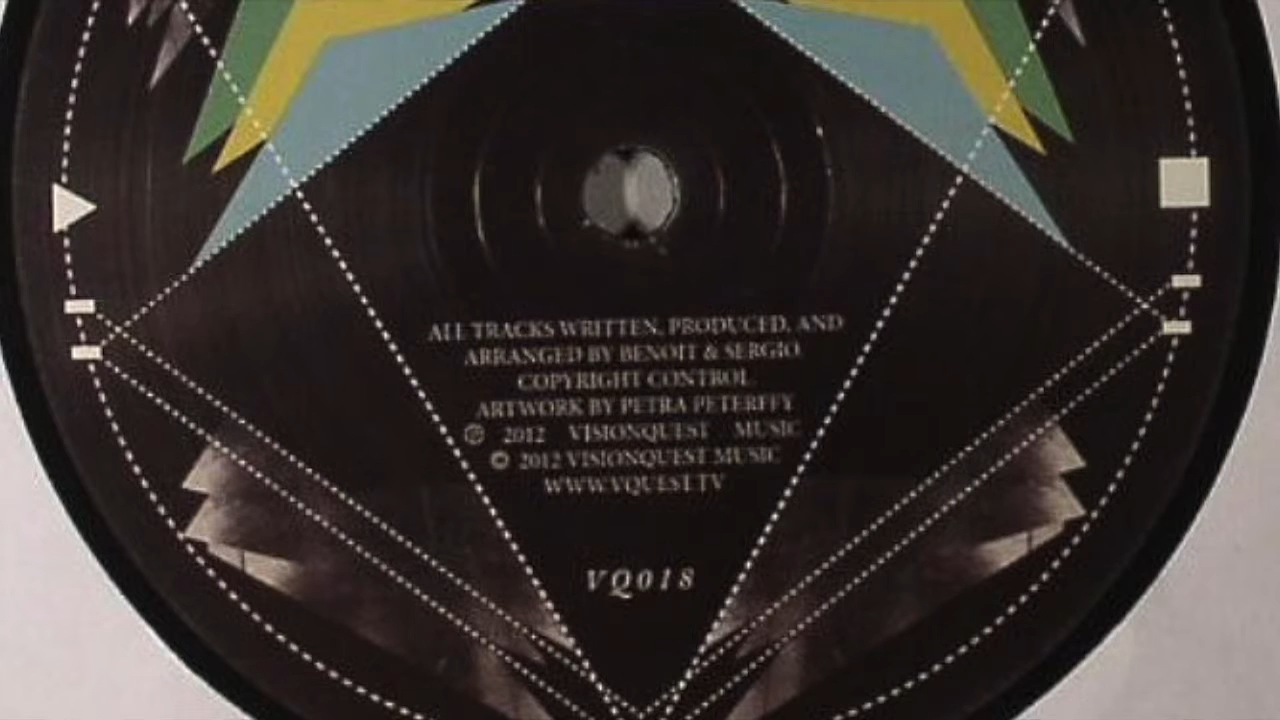 ALL TRACKS WRITTEN, PRODUCED, AND
ARRANGED BY BENOIT & SERGIO.
COPYRIGHT CONTROL
ARTWORK BY PETRA PETERFFY
℗ 2012 VISIONQUEST MUSIC
© 2012 VISIONQUEST MUSIC
WWW.VQUEST.TV
VQ018